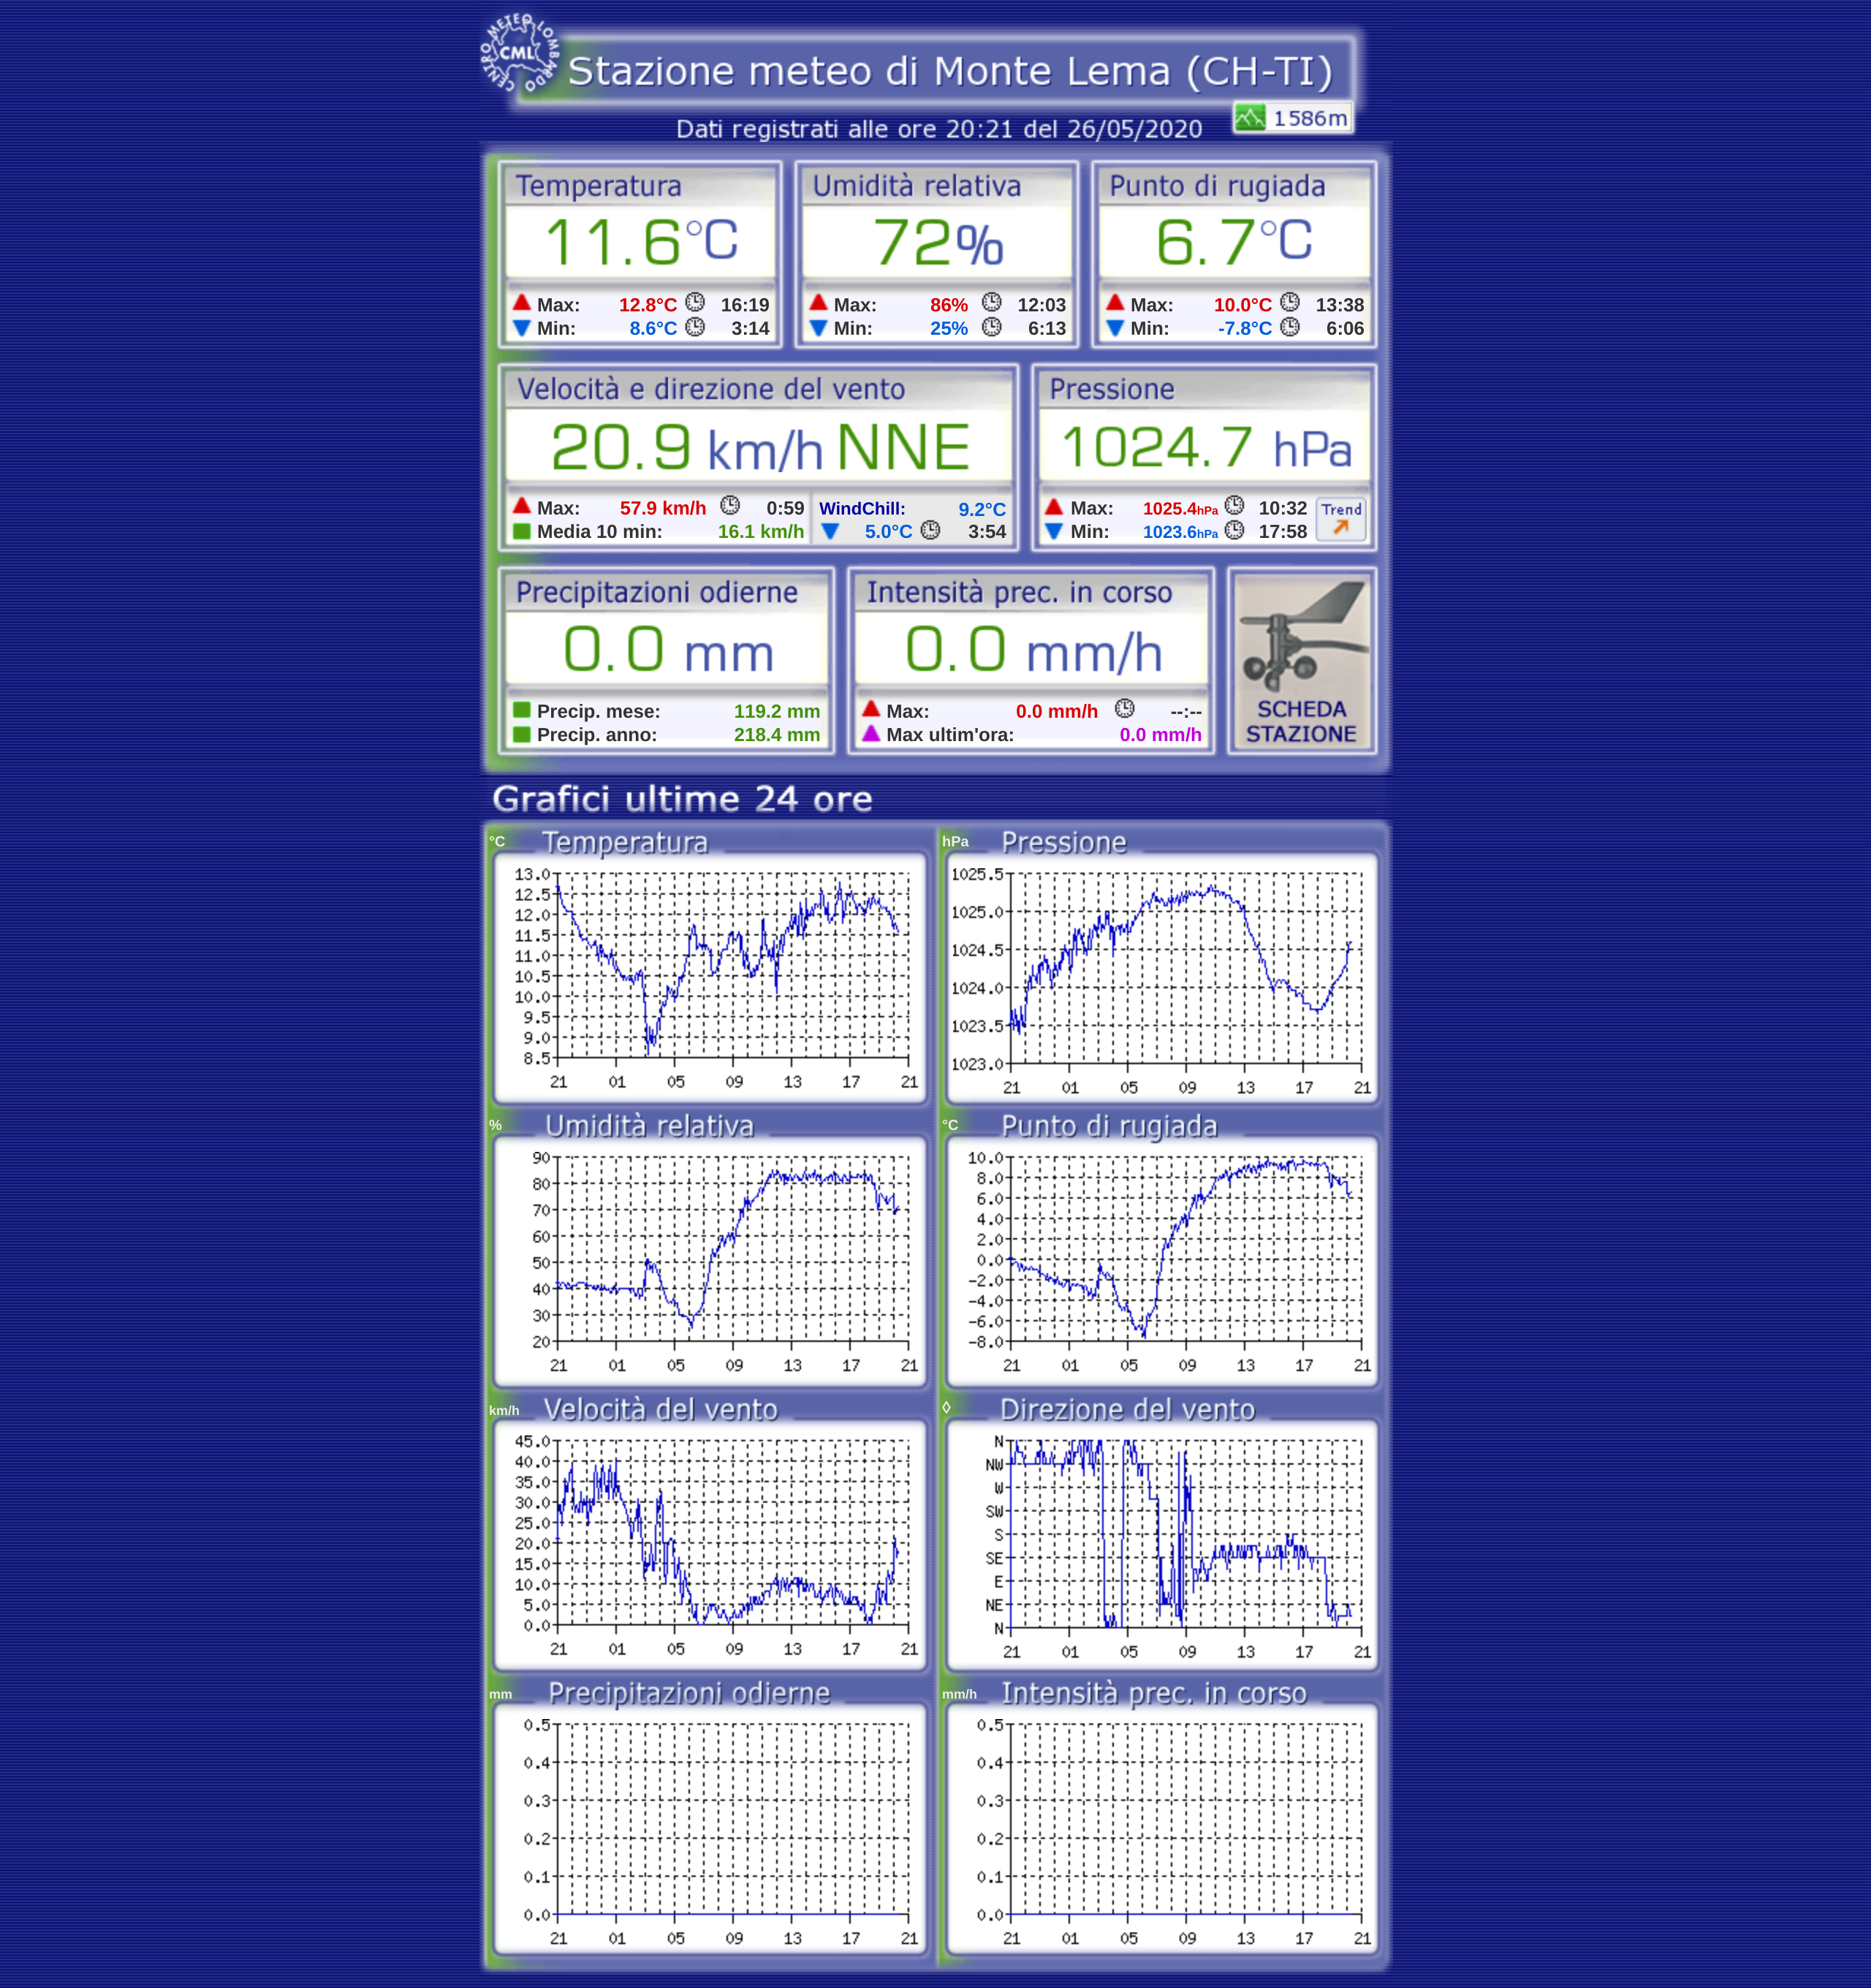 CENTRO METEO LOMBARDO
CML
Stazione meteo di Monte Lema (CH-TI)
1586m
Dati registrati alle ore 20:21 del 26/05/2020
Temperatura
11.6°C
Max: 12.8°C 16:19
Min: 8.6°C 3:14
Umidità relativa
72%
Max: 86% 12:03
Min: 25% 6:13
Punto di rugiada
6.7°C
Max: 10.0°C 13:38
Min: -7.8°C 6:06
Velocità e direzione del vento
20.9 km/h NNE
Max: 57.9 km/h 0:59
Media 10 min: 16.1 km/h
WindChill: 9.2°C
5.0°C 3:54
Pressione
1024.7 hPa
Max: 1025.4hPa 10:32
Min: 1023.6hPa 17:58
Trend
Precipitazioni odierne
0.0 mm
Precip. mese: 119.2 mm
Precip. anno: 218.4 mm
Intensità prec. in corso
0.0 mm/h
Max: 0.0 mm/h --:--
Max ultim'ora: 0.0 mm/h
SCHEDA
STAZIONE
Grafici ultime 24 ore
°C Temperatura
13.0
12.5
12.0
11.5
11.0
10.5
10.0
9.5
9.0
8.5
21 01 05 09 13 17 21
hPa Pressione
1025.5
1025.0
1024.5
1024.0
1023.5
1023.0
21 01 05 09 13 17 21
% Umidità relativa
90
80
70
60
50
40
30
20
21 01 05 09 13 17 21
°C Punto di rugiada
10.0
8.0
6.0
4.0
2.0
0.0
-2.0
-4.0
-6.0
-8.0
21 01 05 09 13 17 21
km/h Velocità del vento
45.0
40.0
35.0
30.0
25.0
20.0
15.0
10.0
5.0
0.0
21 01 05 09 13 17 21
◊ Direzione del vento
N
NW
W
SW
S
SE
E
NE
N
21 01 05 09 13 17 21
mm Precipitazioni odierne
0.5
0.4
0.3
0.2
0.1
0.0
21 01 05 09 13 17 21
mm/h Intensità prec. in corso
0.5
0.4
0.3
0.2
0.1
0.0
21 01 05 09 13 17 21